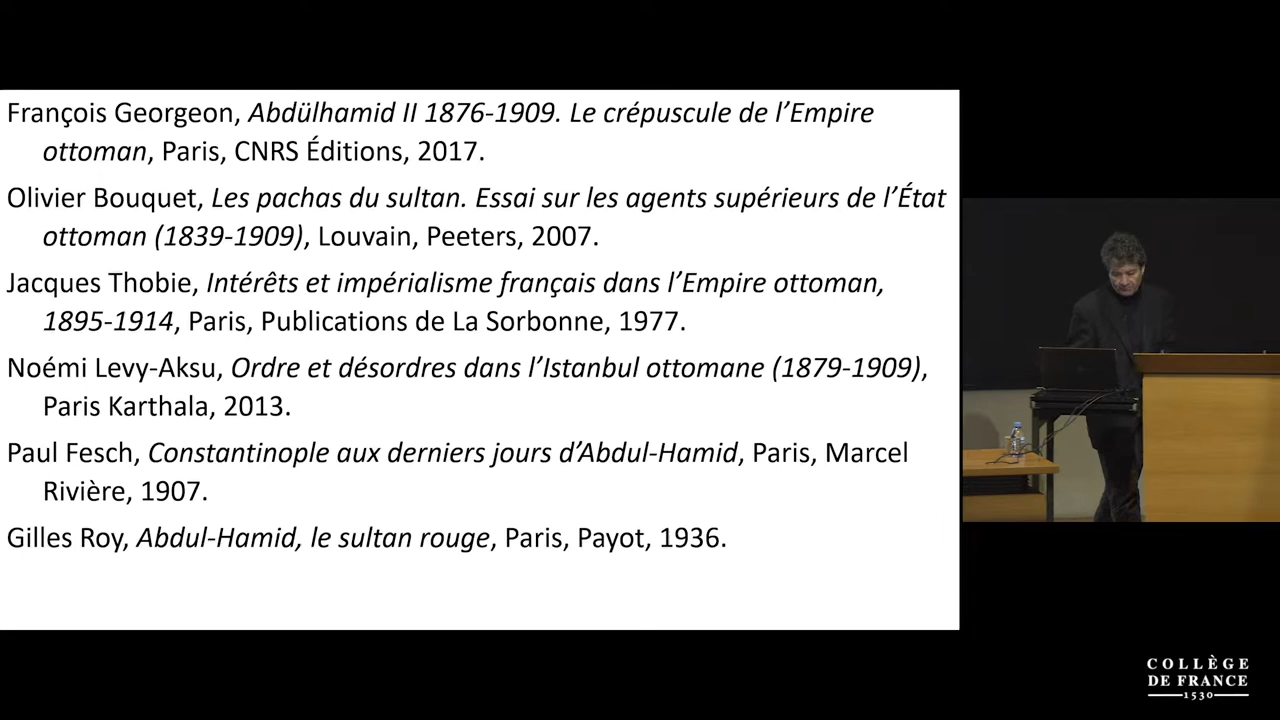 François Georgeon, Abdülhamid II 1876-1909. Le crépuscule de l’Empire
ottoman, Paris, CNRS Éditions, 2017.
Olivier Bouquet, Les pachas du sultan. Essai sur les agents supérieurs de l’État
ottoman (1839-1909), Louvain, Peeters, 2007.
Jacques Thobie, Intérêts et impérialisme français dans l’Empire ottoman,
1895-1914, Paris, Publications de La Sorbonne, 1977.
Noémi Levy-Aksu, Ordre et désordres dans l’Istanbul ottomane (1879-1909),
Paris Karthala, 2013.
Paul Fesch, Constantinople aux derniers jours d’Abdul-Hamid, Paris, Marcel
Rivière, 1907.
Gilles Roy, Abdul-Hamid, le sultan rouge, Paris, Payot, 1936.
COLLÈGE
DE FRANCE
1530